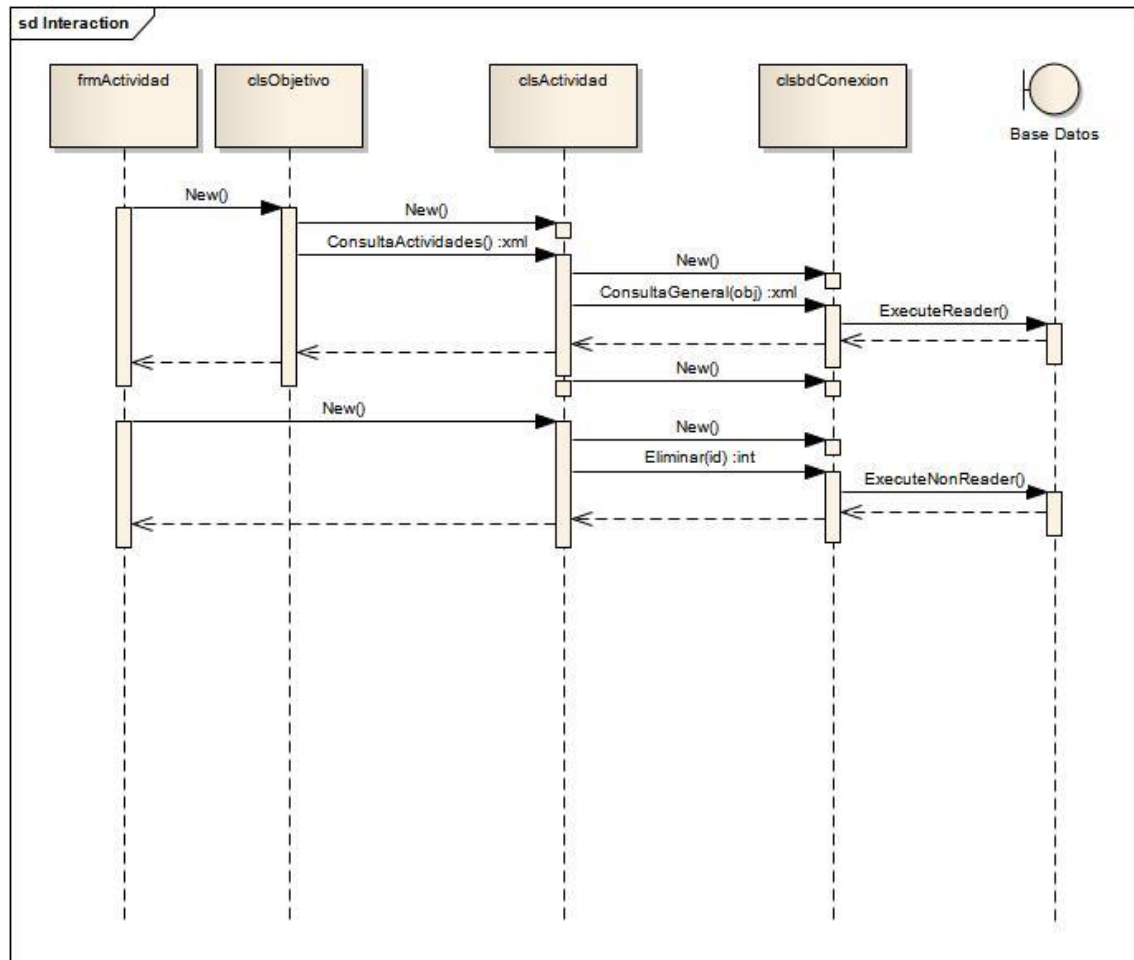 sd Interaction
frmActividad
clsObjetivo
clsActividad
clsbdConexion
Base Datos
New()
New()
ConsultaActividades() :xml
New()
ConsultaGeneral(obj) :xml
ExecuteReader()
New()
New()
New()
Eliminar(id) :int
ExecuteNonReader()